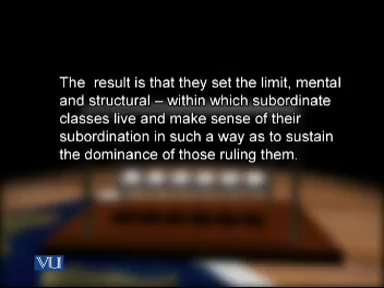 The result is that they set the limit, mental
and structural – within which subordinate
classes live and make sense of their
subordination in such a way as to sustain
the dominance of those ruling them.
VU